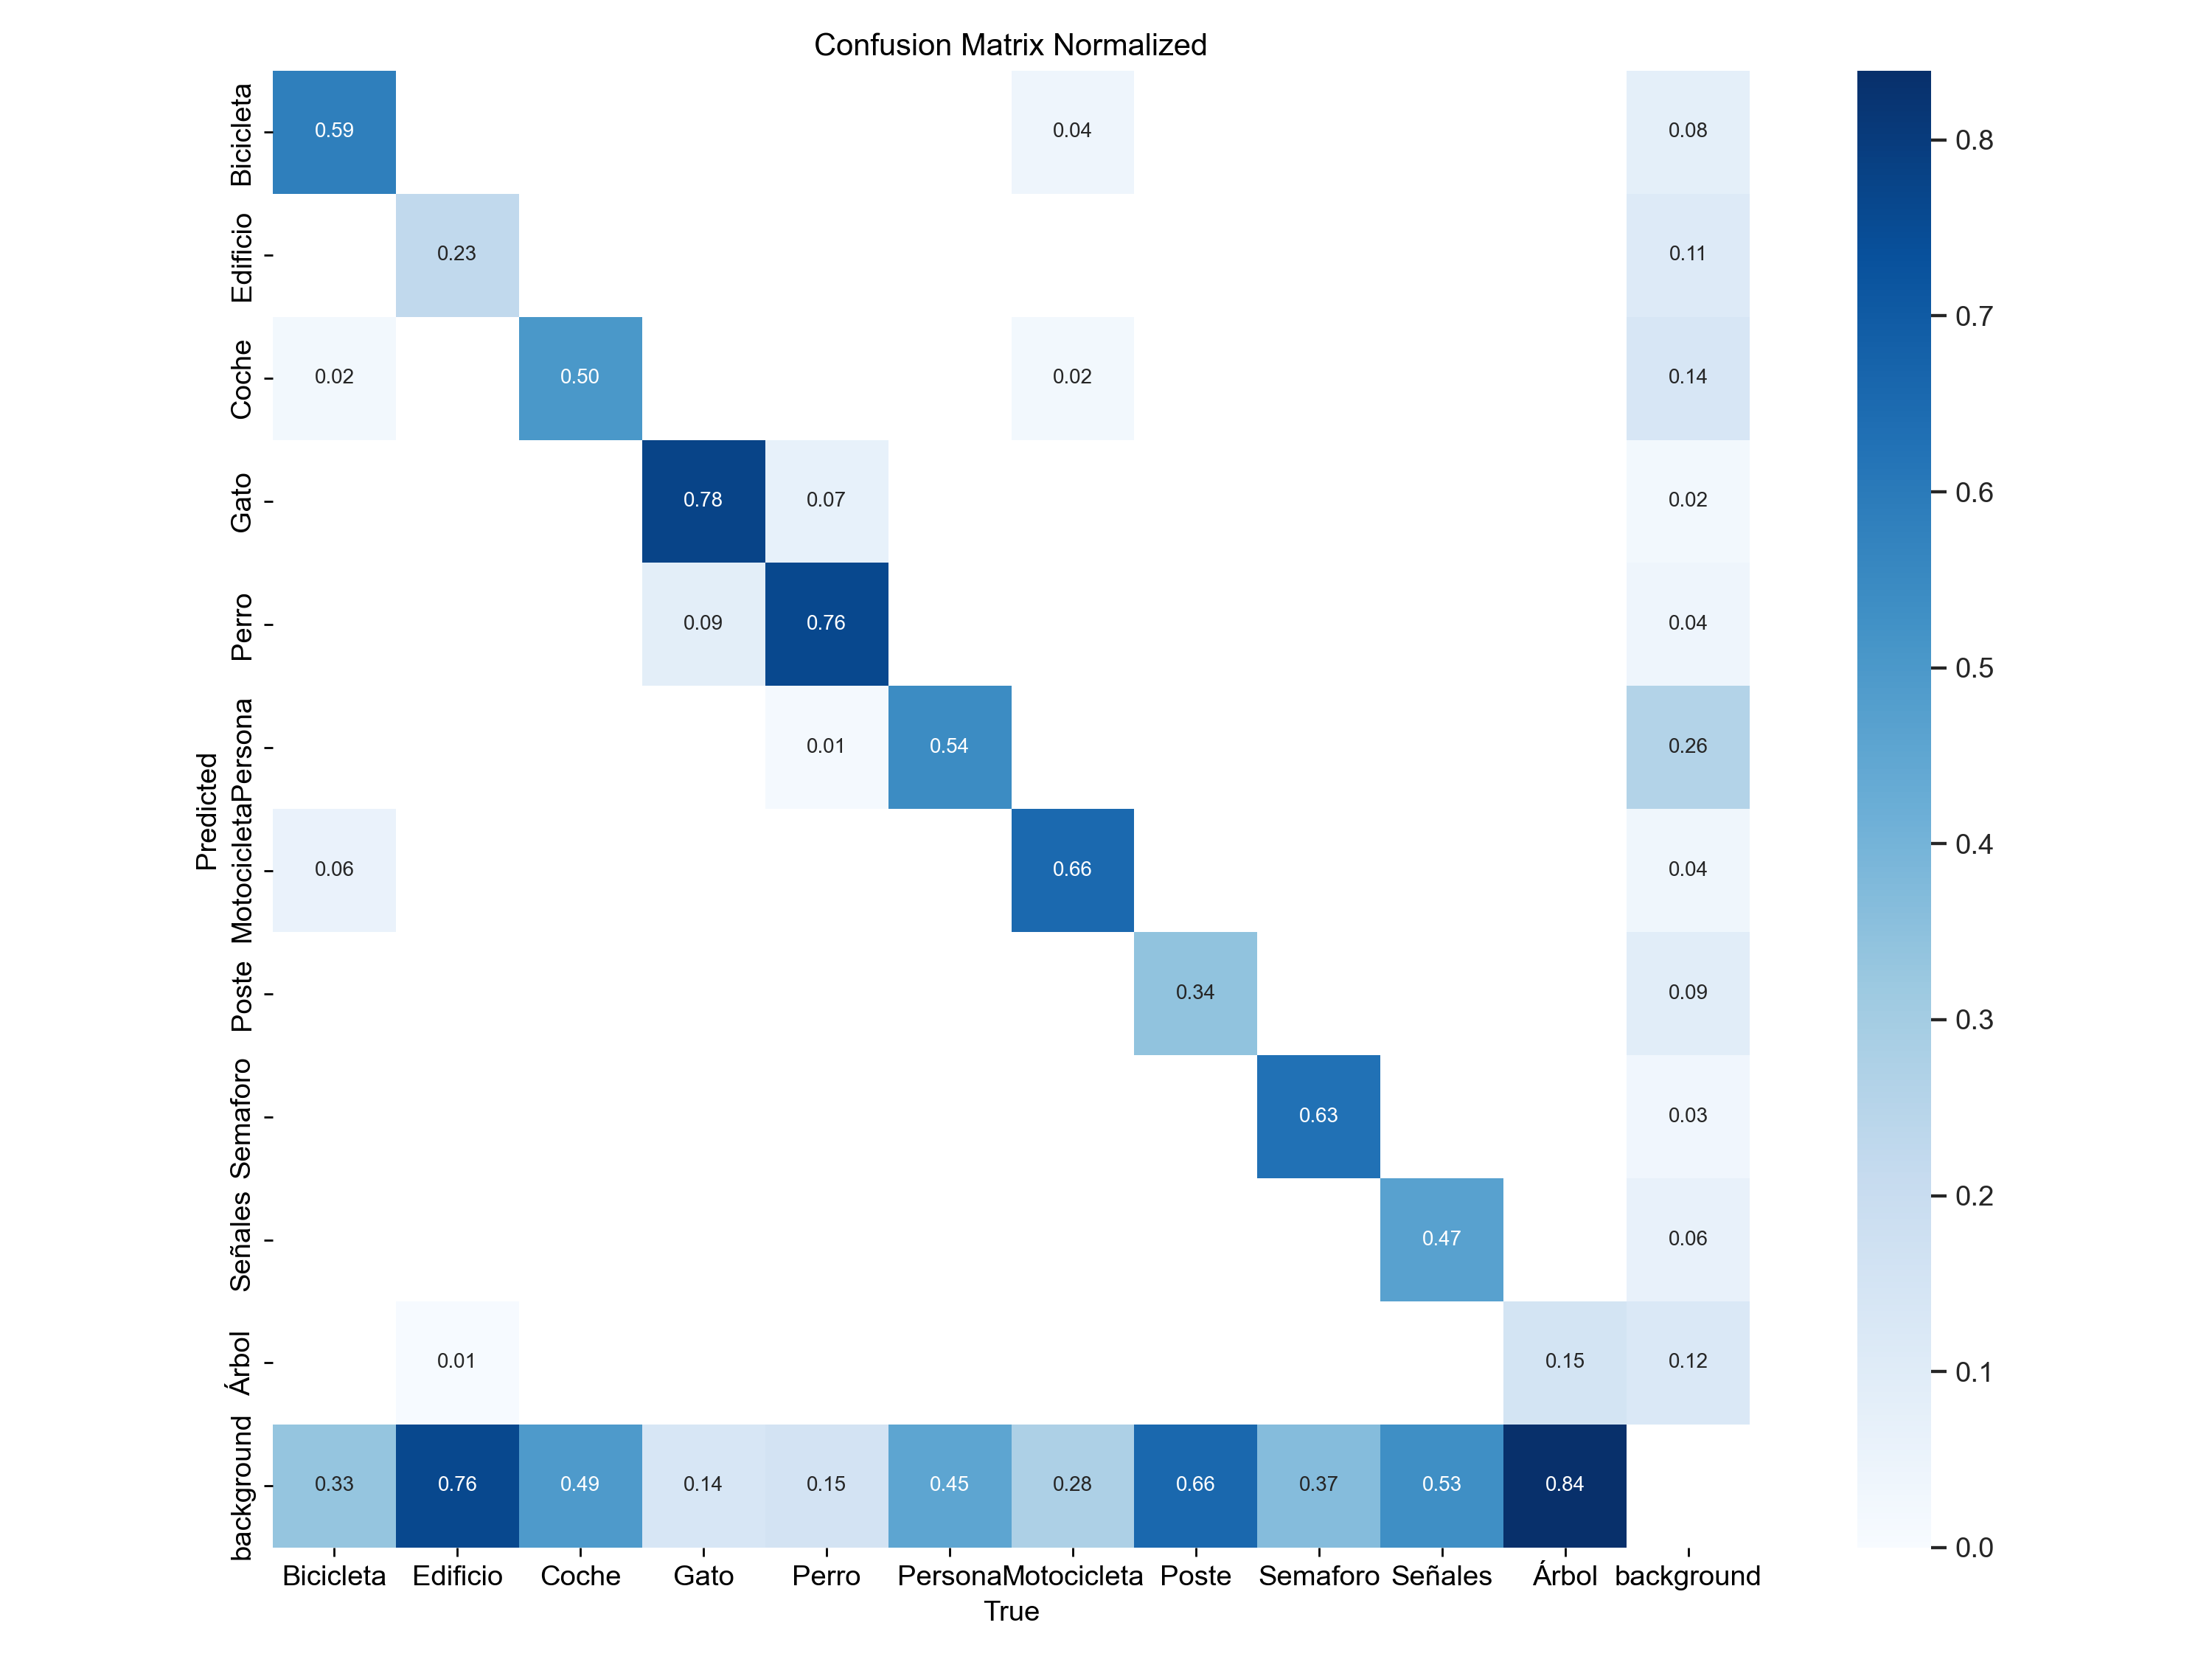 Confusion Matrix Normalized
Predicted
Bicicleta 0.59 0.04 0.08
Edificio 0.23 0.11
Coche 0.02 0.50 0.02 0.14
Gato 0.78 0.07 0.02
Perro 0.09 0.76 0.04
Persona 0.01 0.54 0.26
Motocicleta 0.06 0.66 0.04
Poste 0.34 0.09
Semaforo 0.63 0.03
Señales 0.47 0.06
Árbol 0.01 0.15 0.12
background 0.33 0.76 0.49 0.14 0.15 0.45 0.28 0.66 0.37 0.53 0.84
Bicicleta Edificio Coche Gato Perro Persona Motocicleta Poste Semaforo Señales Árbol background
True
0.8
0.7
0.6
0.5
0.4
0.3
0.2
0.1
0.0